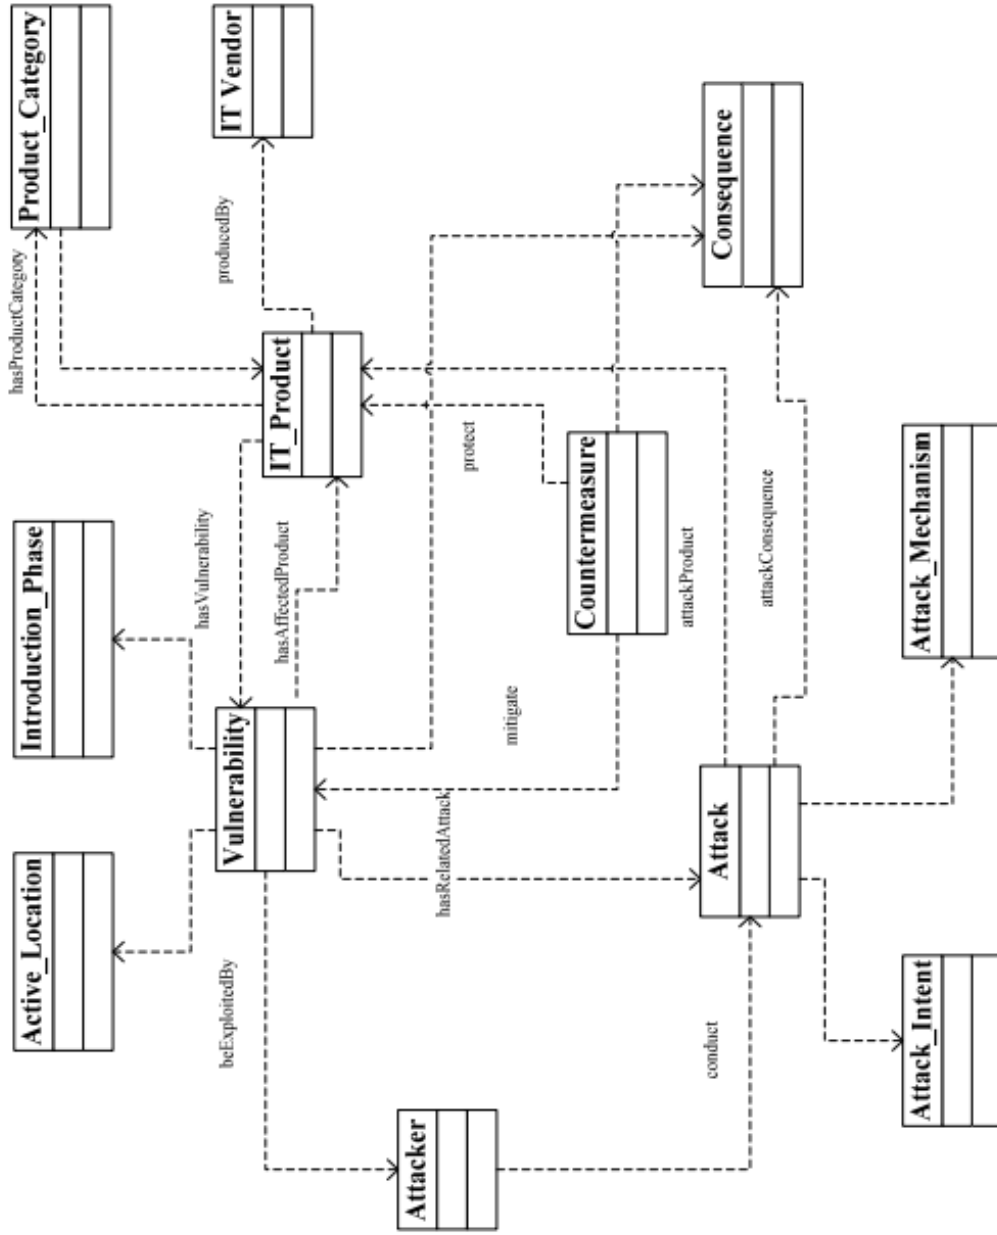 Active_Location
Introduction_Phase
Product_Category
hasProductCategory
IT Vendor
producedBy
beExploitedBy
Vulnerability
hasVulnerability
hasAffectedProduct
IT_Product
Attacker
hasRelatedAttack
mitigate
protect
Countermeasure
attackProduct
conduct
Attack
attackConsequence
Consequence
Attack_Intent
Attack_Mechanism